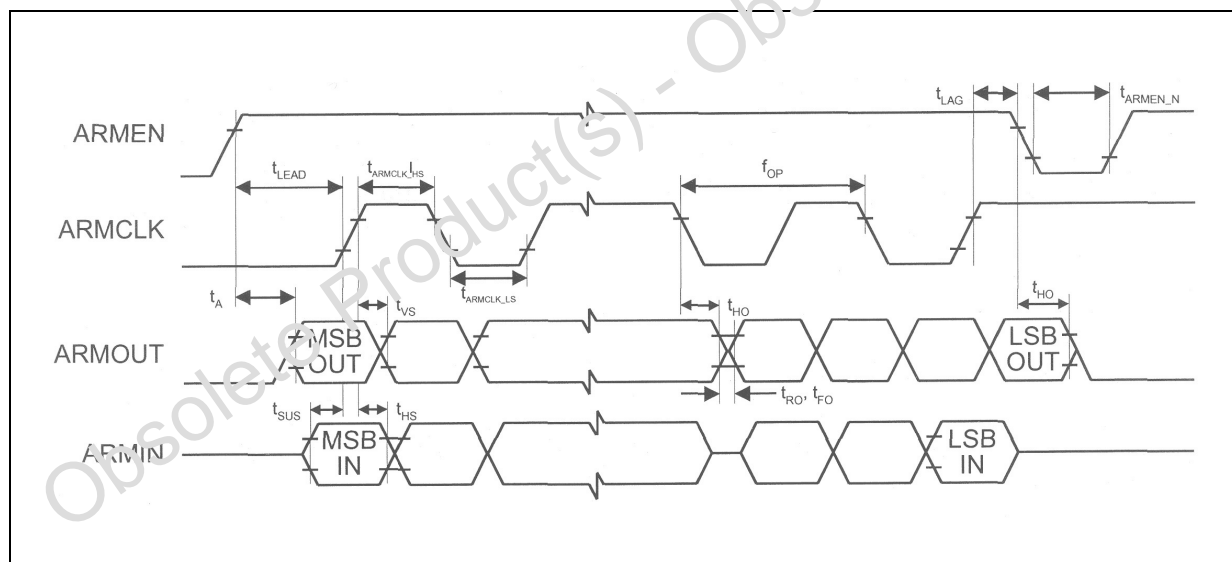 Obsolete Product(s) - Obs
ARMEN
tLAG
tARMEN_N
tLEAD
tARMCLK_HS
fOP
ARMCLK
tA
tVS
tARMCLK_LS
tHO
tHO
ARMOUT
MSB
OUT
LSB
OUT
tRO, tFO
tSUS
tHS
ARMIN
MSB
IN
LSB
IN